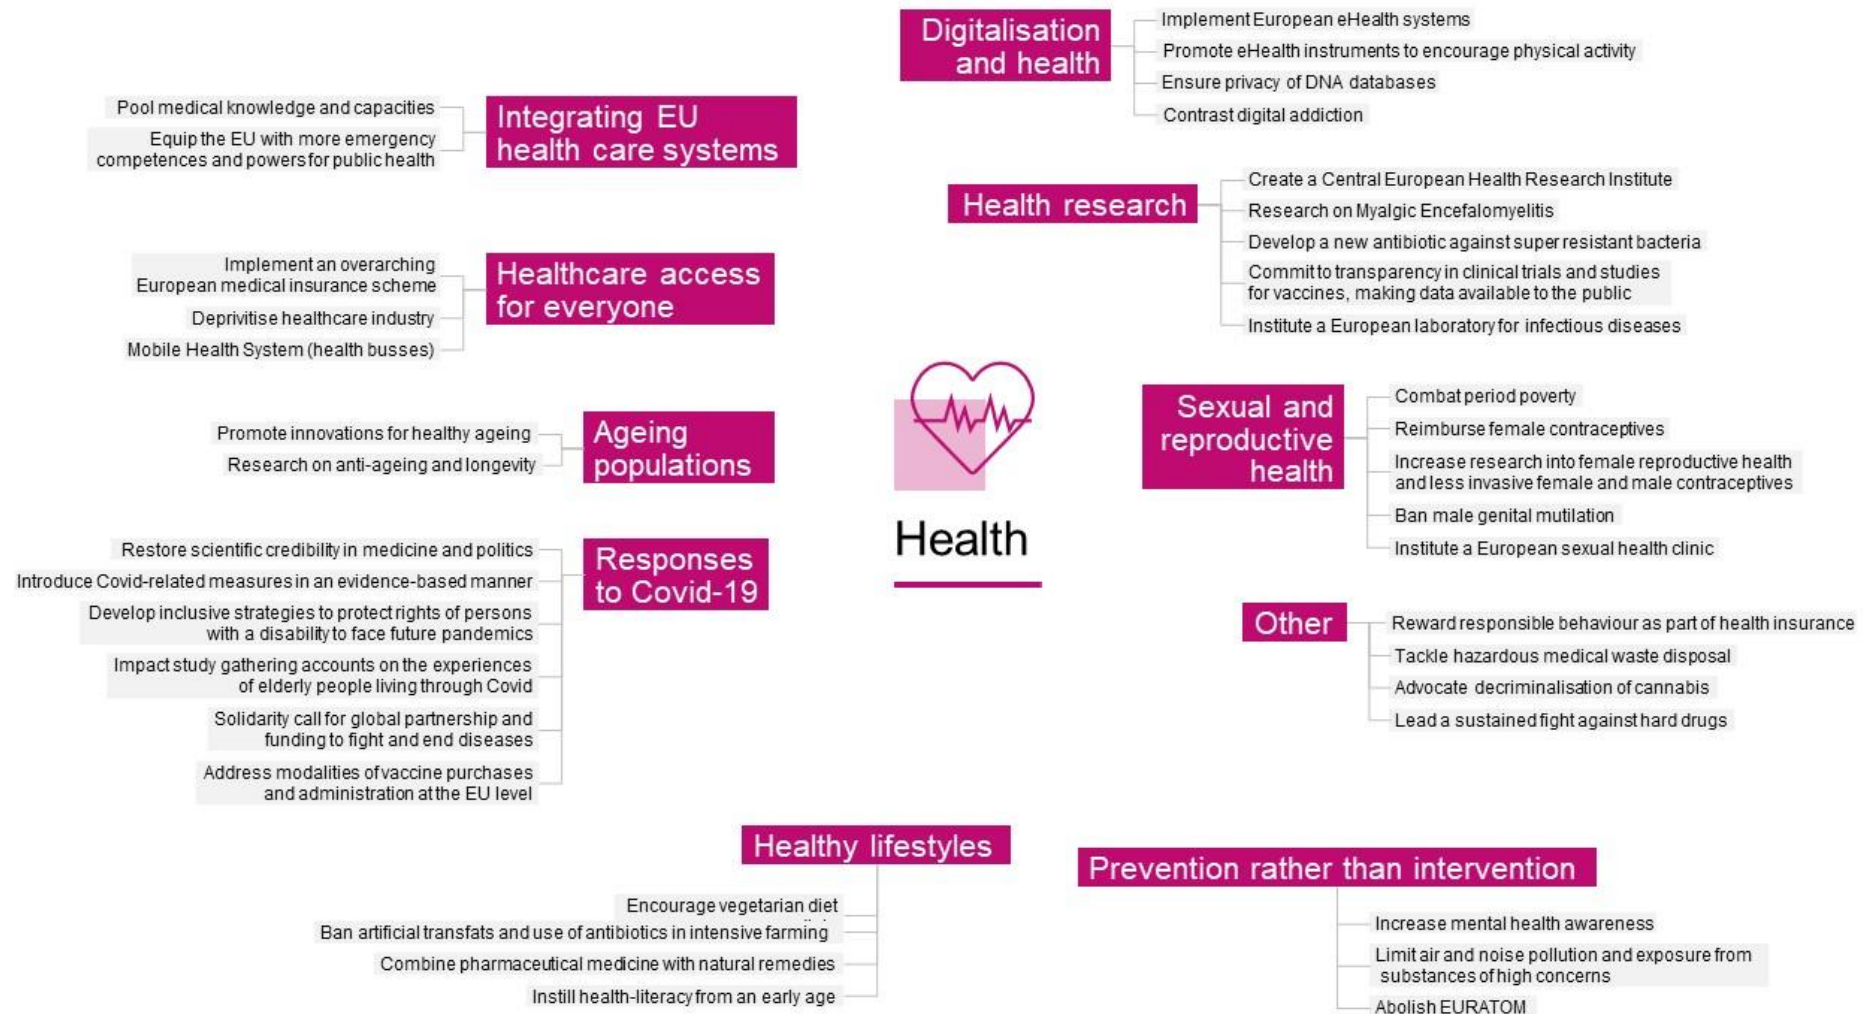 Digitalisation
and health
Implement European eHealth systems
Promote eHealth instruments to encourage physical activity
Ensure privacy of DNA databases
Contrast digital addiction
Integrating EU
health care systems
Pool medical knowledge and capacities
Equip the EU with more emergency
competences and powers for public health
Health research
Create a Central European Health Research Institute
Research on Myalgic Encefalomyelitis
Develop a new antibiotic against super resistant bacteria
Commit to transparency in clinical trials and studies
for vaccines, making data available to the public
Institute a European laboratory for infectious diseases
Healthcare access
for everyone
Implement an overarching
European medical insurance scheme
Deprivitise healthcare industry
Mobile Health System (health busses)
Sexual and
reproductive
health
Combat period poverty
Reimburse female contraceptives
Increase research into female reproductive health
and less invasive female and male contraceptives
Ban male genital mutilation
Institute a European sexual health clinic
Ageing
populations
Promote innovations for healthy ageing
Research on anti-ageing and longevity
Health
Responses
to Covid-19
Restore scientific credibility in medicine and politics
Introduce Covid-related measures in an evidence-based manner
Develop inclusive strategies to protect rights of persons
with a disability to face future pandemics
Impact study gathering accounts on the experiences
of elderly people living through Covid
Solidarity call for global partnership and
funding to fight and end diseases
Address modalities of vaccine purchases
and administration at the EU level
Other
Reward responsible behaviour as part of health insurance
Tackle hazardous medical waste disposal
Advocate decriminalisation of cannabis
Lead a sustained fight against hard drugs
Healthy lifestyles
Encourage vegetarian diet
Ban artificial transfats and use of antibiotics in intensive farming
Combine pharmaceutical medicine with natural remedies
Instill health-literacy from an early age
Prevention rather than intervention
Increase mental health awareness
Limit air and noise pollution and exposure from
substances of high concerns
Abolish EURATOM